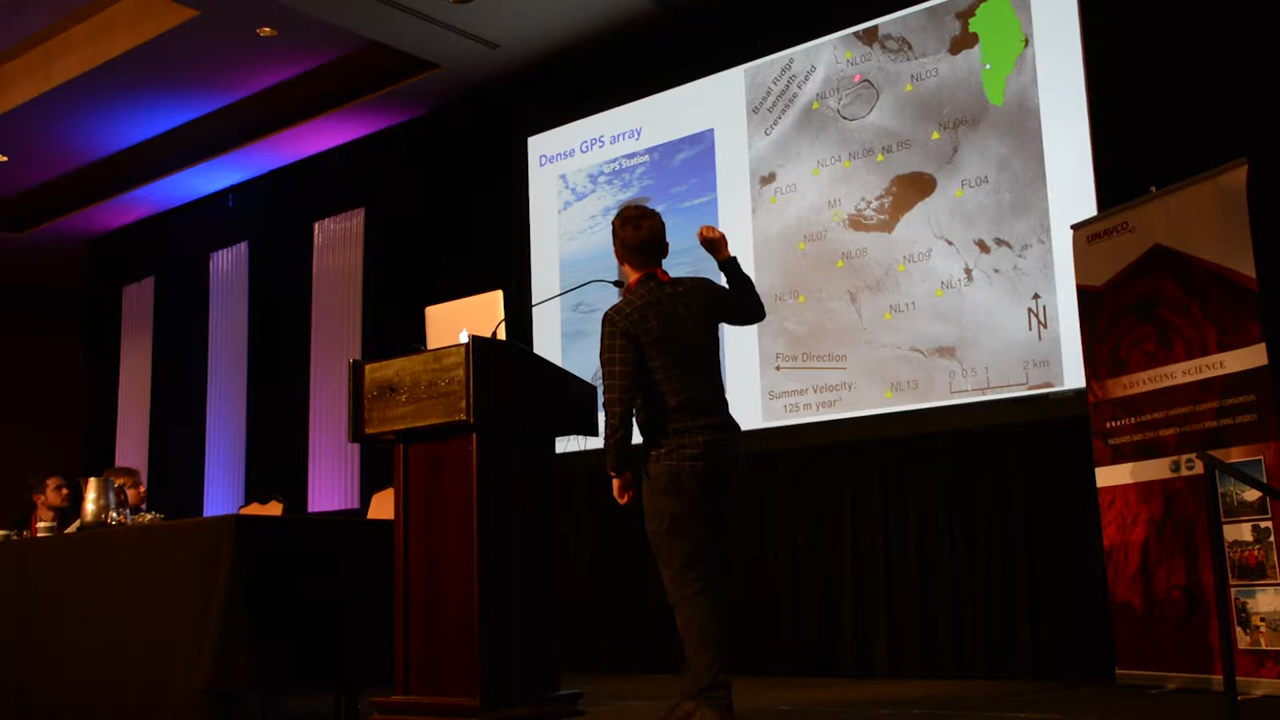 Dense GPS array
GPS Station
Basal Ridge
beneath
Crevasse Field
L
NL02
NL01
NL03
NL06
NL04
NL05
NLBS
FL03
FL04
M1
NL07
NL08
NL09
NL10
NL12
NL11
NL13
Flow Direction
Summer Velocity:
125 m year⁻¹
N
0 0.5 1 2 km
UNAVCO
ADVANCING SCIENCE